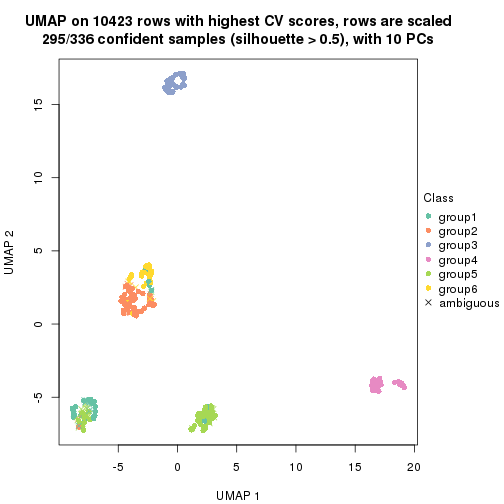 UMAP on 10423 rows with highest CV scores, rows are scaled
295/336 confident samples (silhouette > 0.5), with 10 PCs
15
10
5
0
-5
UMAP 2
-5
0
5
10
15
20
UMAP 1
Class
group1
group2
group3
group4
group5
group6
ambiguous